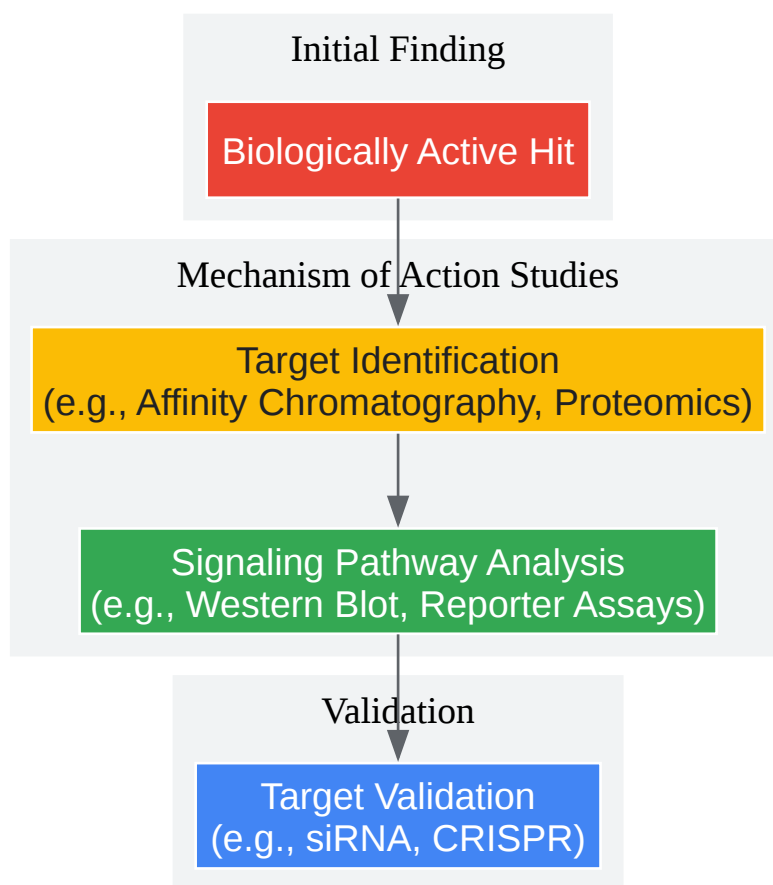 Initial Finding
Biologically Active Hit
Mechanism of Action Studies
Target Identification
(e.g., Affinity Chromatography, Proteomics)
Signaling Pathway Analysis
(e.g., Western Blot, Reporter Assays)
Validation
Target Validation
(e.g., siRNA, CRISPR)